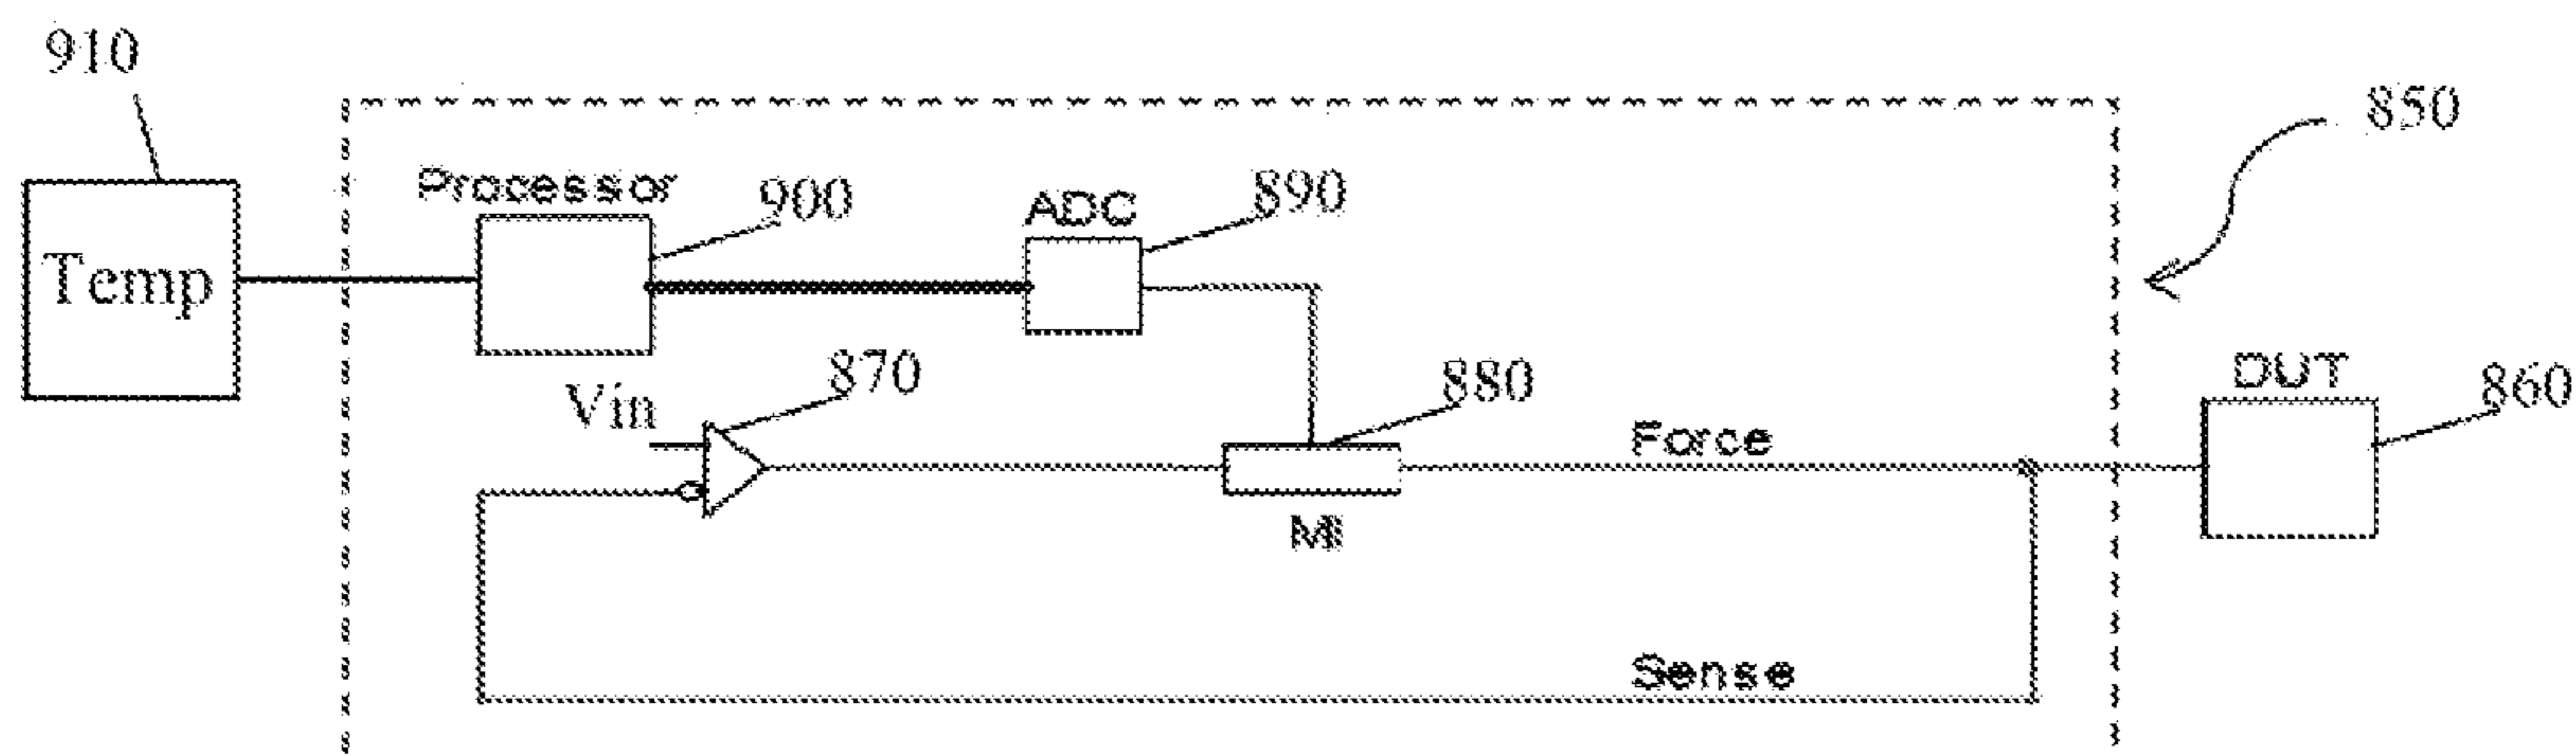 910
850
Processor
900
ADC
890
Temp
870
880
DUT
860
Vin
Force
MI
Sense